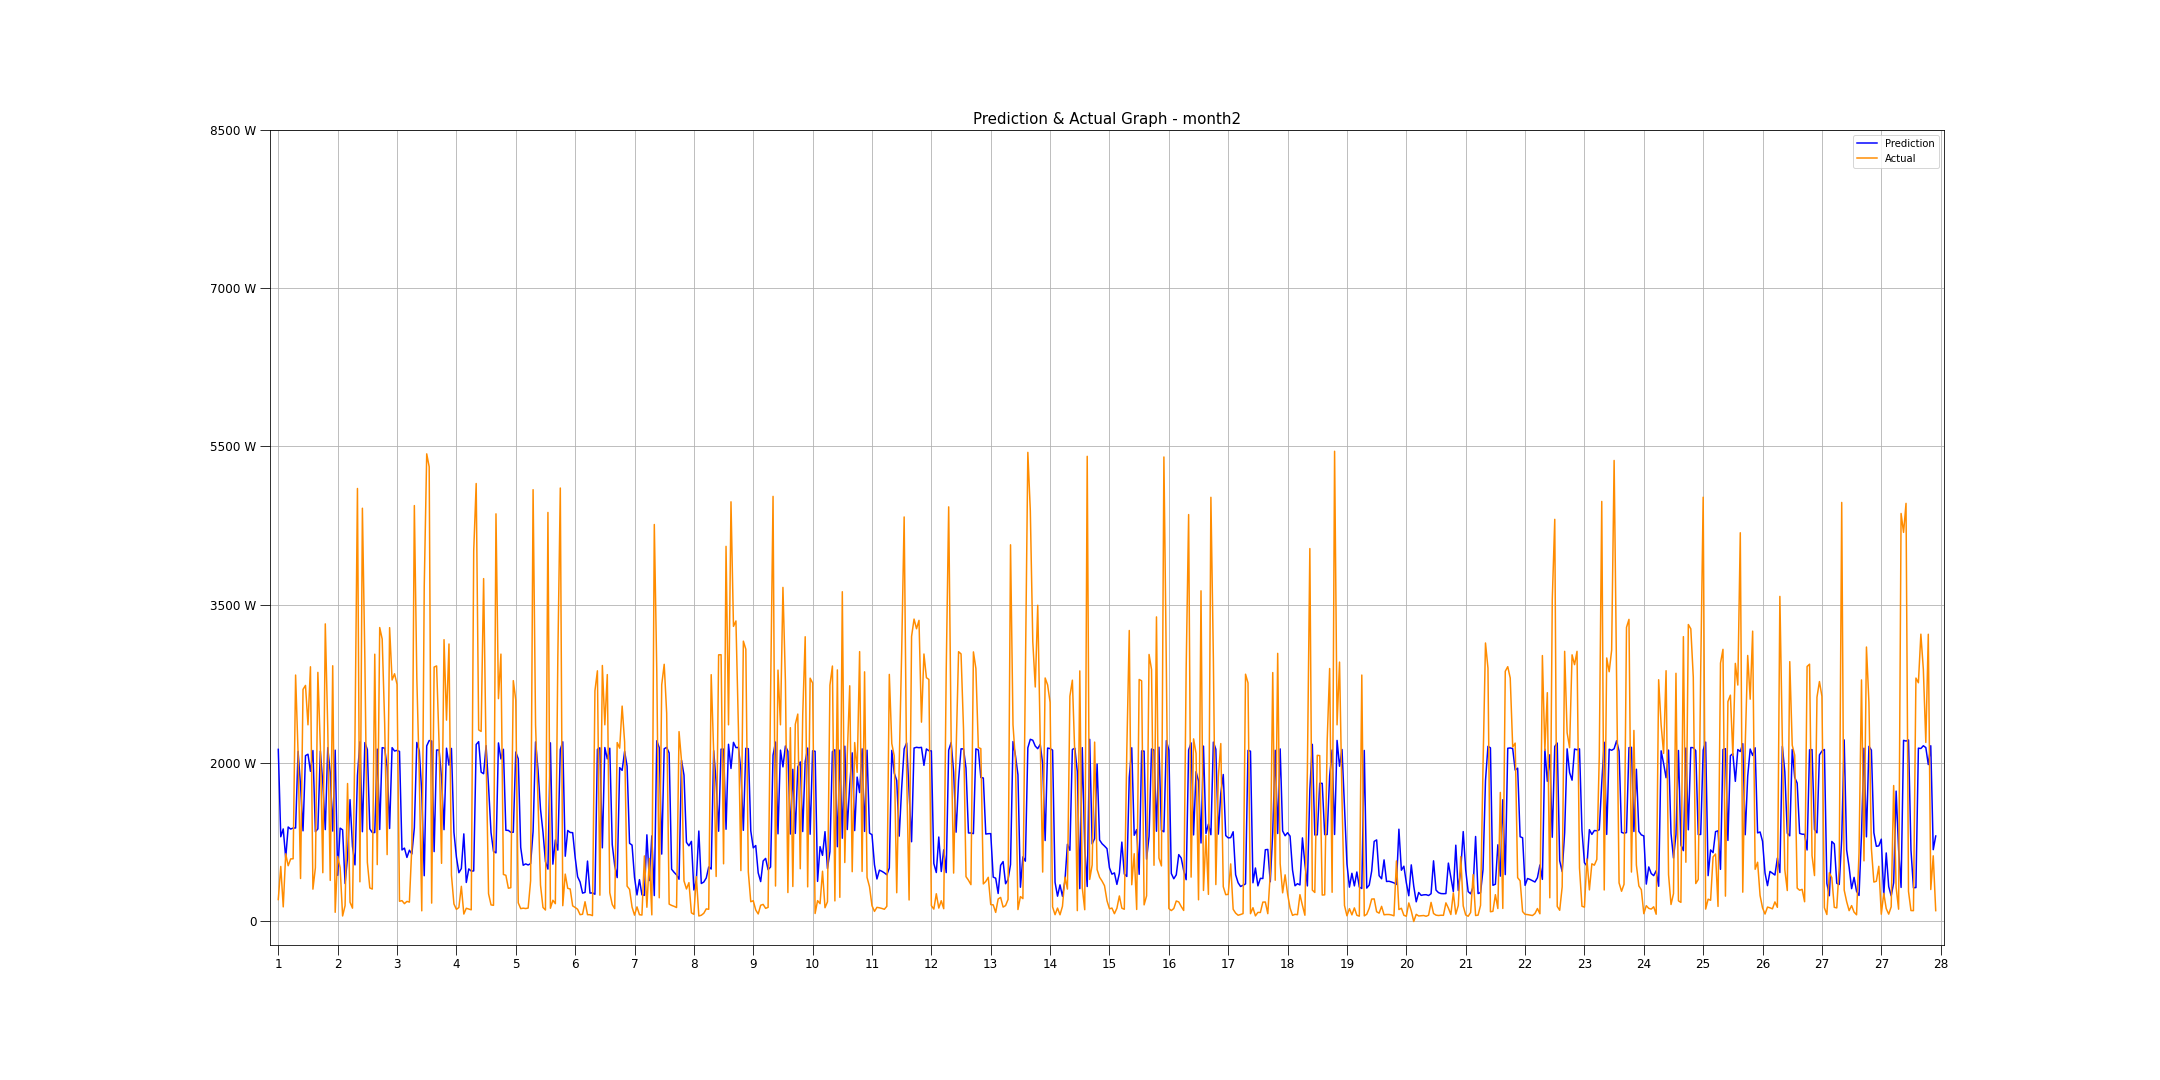 Prediction & Actual Graph - month2
8500 W
Prediction
Actual
7000 W
5500 W
3500 W
2000 W
0
1 2 3 4 5 6 7 8 9 10 11 12 13 14 15 16 17 18 19 20 21 22 23 24 25 26 27 27 28